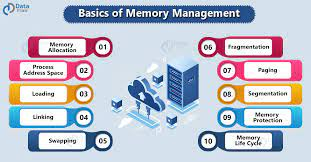 Data
Flair
Basics of Memory Management
Memory
Allocation
01
Process
Address Space
02
Loading
03
Linking
04
Swapping
05
06
Fragmentation
07
Paging
08
Segmentation
09
Memory
Protection
10
Memory
Life Cycle